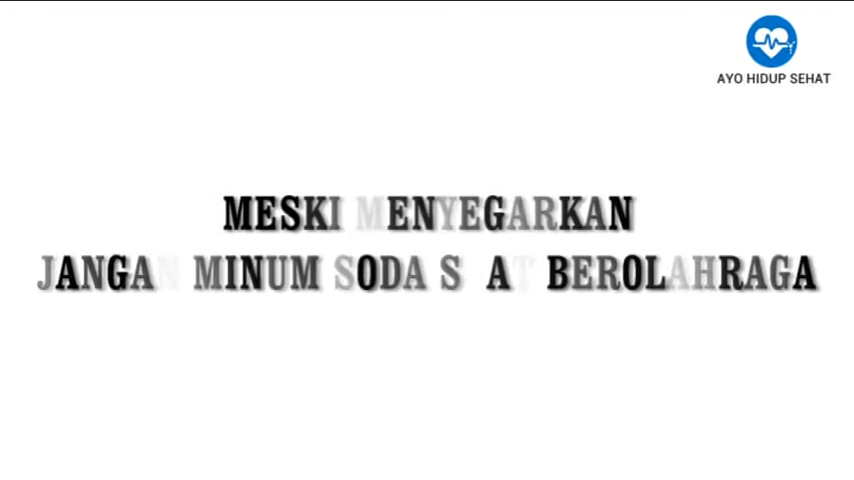 AYO HIDUP SEHAT
MESKI MENYEGARKAN
JANGAN MINUM SODA SAAT BEROLAHRAGA